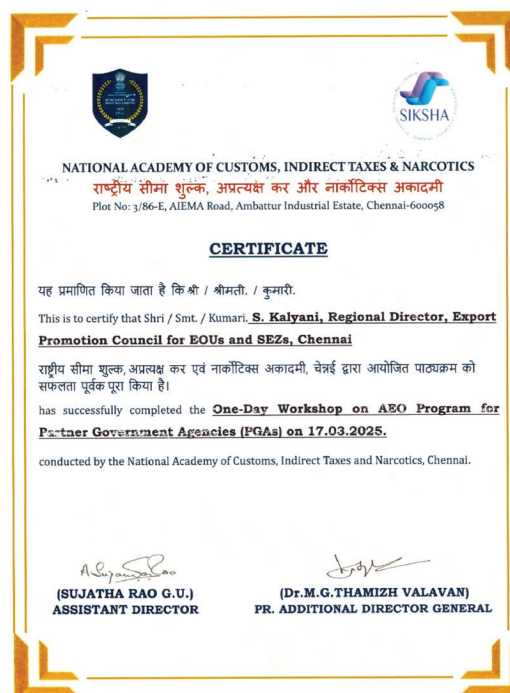 SIKSHA
NATIONAL ACADEMY OF CUSTOMS, INDIRECT TAXES & NARCOTICS
राष्ट्रीय सीमा शुल्क, अप्रत्यक्ष कर और नार्कोटिक्स अकादमी
Plot No: 3/86-E, AIEMA Road, Ambattur Industrial Estate, Chennai-600058
CERTIFICATE
यह प्रमाणित किया जाता है कि श्री / श्रीमती. / कुमारी.
This is to certify that Shri / Smt. / Kumari. S. Kalyani, Regional Director, Export
Promotion Council for EOUs and SEZs, Chennai
राष्ट्रीय सीमा शुल्क, अप्रत्यक्ष कर एवं नार्कोटिक्स अकादमी, चेन्नई द्वारा आयोजित पाठ्यक्रम को
सफलता पूर्वक पूरा किया है।
has successfully completed the One-Day Workshop on AEO Program for
Partner Government Agencies (PGAs) on 17.03.2025.
conducted by the National Academy of Customs, Indirect Taxes and Narcotics, Chennai.
(SUJATHA RAO G.U.)
ASSISTANT DIRECTOR
(Dr.M.G.THAMIZH VALAVAN)
PR. ADDITIONAL DIRECTOR GENERAL